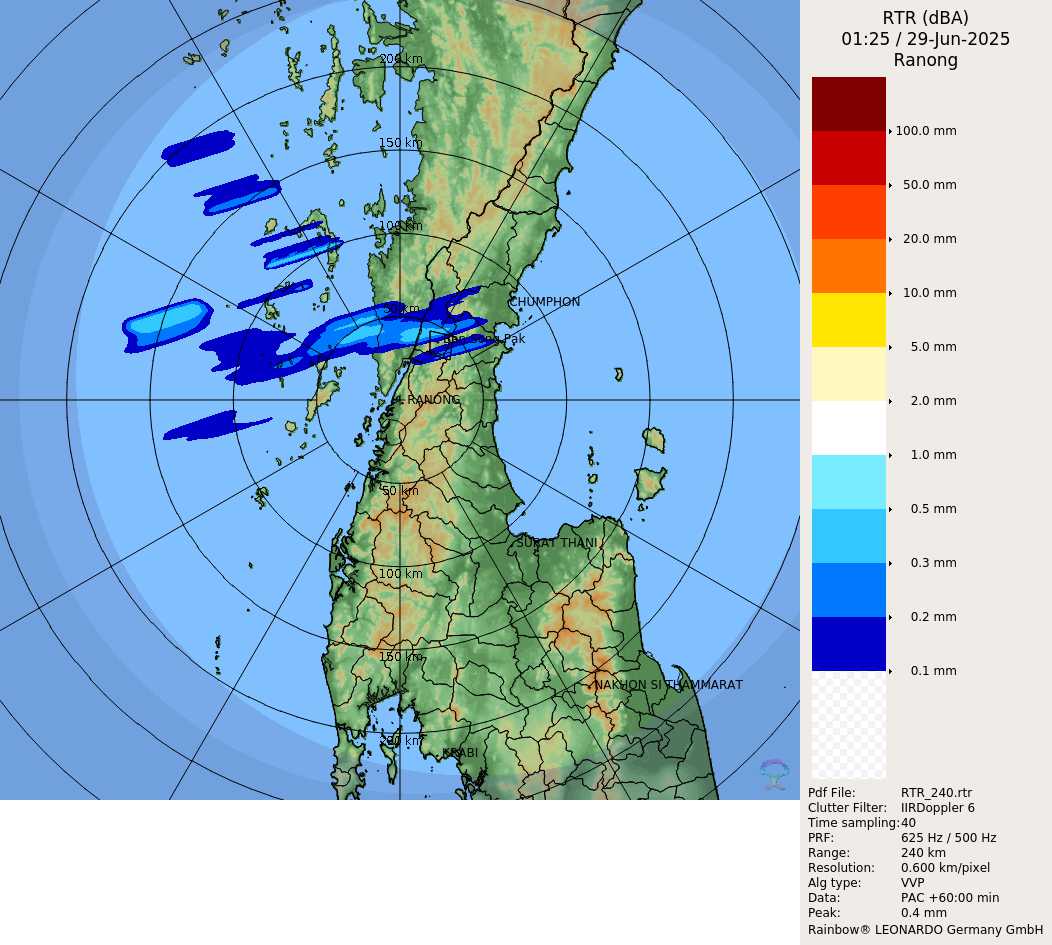 RTR (dBA)
01:25 / 29-Jun-2025
Ranong
100.0 mm
50.0 mm
20.0 mm
10.0 mm
5.0 mm
2.0 mm
1.0 mm
0.5 mm
0.3 mm
0.2 mm
0.1 mm
200 km
150 km
100 km
CHUMPHON
RANONG
50 km
SURAT THANI
100 km
150 km
NAKHON SI THAMMARAT
200 km
KRABI
Pdf File: RTR_240.rtr
Clutter Filter: IIRDoppler 6
Time sampling:40
PRF: 625 Hz / 500 Hz
Range: 240 km
Resolution: 0.600 km/pixel
Alg type: VVP
Data: PAC +60:00 min
Peak: 0.4 mm
Rainbow® LEONARDO Germany GmbH